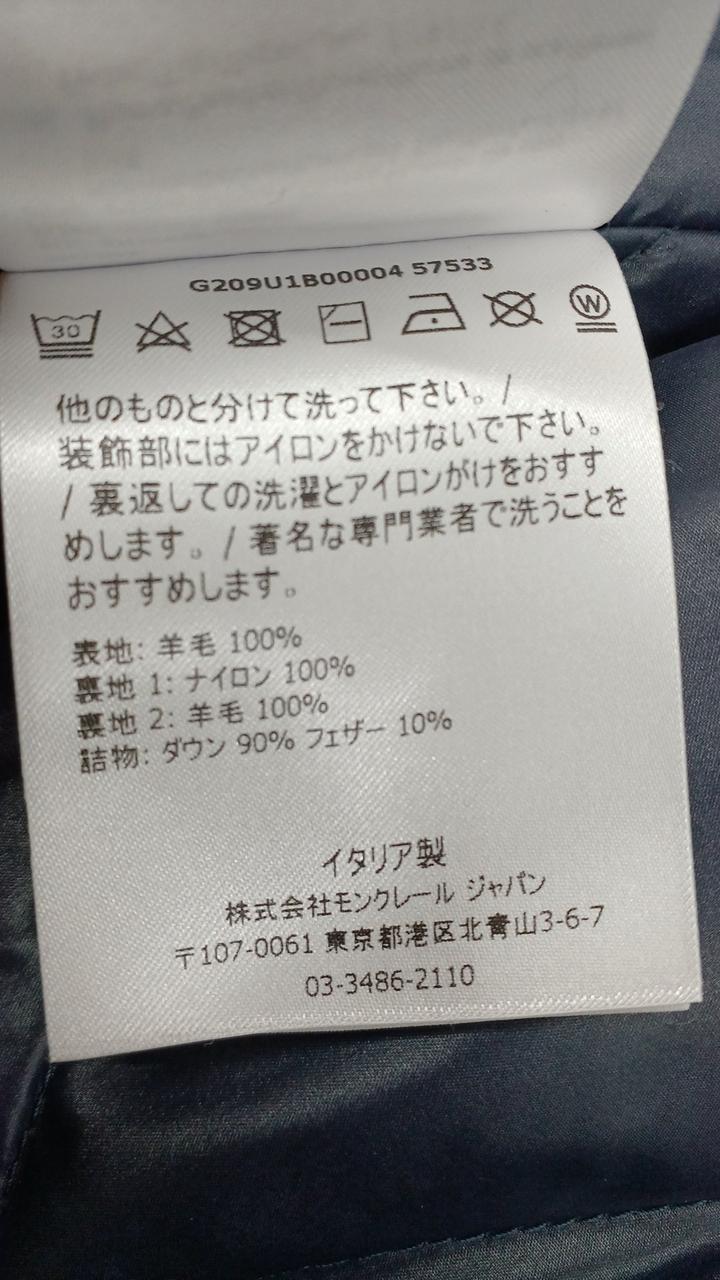 G209U1B00004 57533
30
W
他のものと分けて洗って下さい。/
装飾部にはアイロンをかけないで下さい。
/ 裏返しての洗濯とアイロンがけをおすす
めします。/ 著名な専門業者で洗うことを
おすすめします。
表地: 羊毛 100%
裏地 1: ナイロン 100%
裏地 2: 羊毛 100%
詰物: ダウン 90% フェザー 10%
イタリア製
株式会社モンクレール ジャパン
〒107-0061 東京都港区北青山3-6-7
03-3486-2110